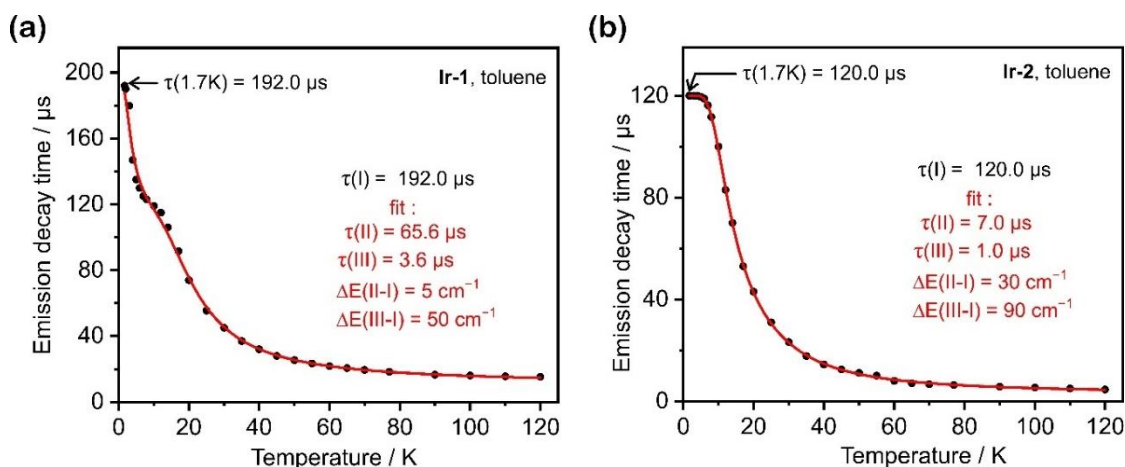 (a)
Ir-1, toluene
τ(1.7K) = 192.0 μs
τ(I) = 192.0 μs
fit :
τ(II) = 65.6 μs
τ(III) = 3.6 μs
ΔE(II-I) = 5 cm⁻¹
ΔE(III-I) = 50 cm⁻¹
Emission decay time / μs
200
160
120
80
40
0
0 20 40 60 80 100 120
Temperature / K
(b)
Ir-2, toluene
τ(1.7K) = 120.0 μs
τ(I) = 120.0 μs
fit :
τ(II) = 7.0 μs
τ(III) = 1.0 μs
ΔE(II-I) = 30 cm⁻¹
ΔE(III-I) = 90 cm⁻¹
Emission decay time / μs
120
80
40
0
0 20 40 60 80 100 120
Temperature / K